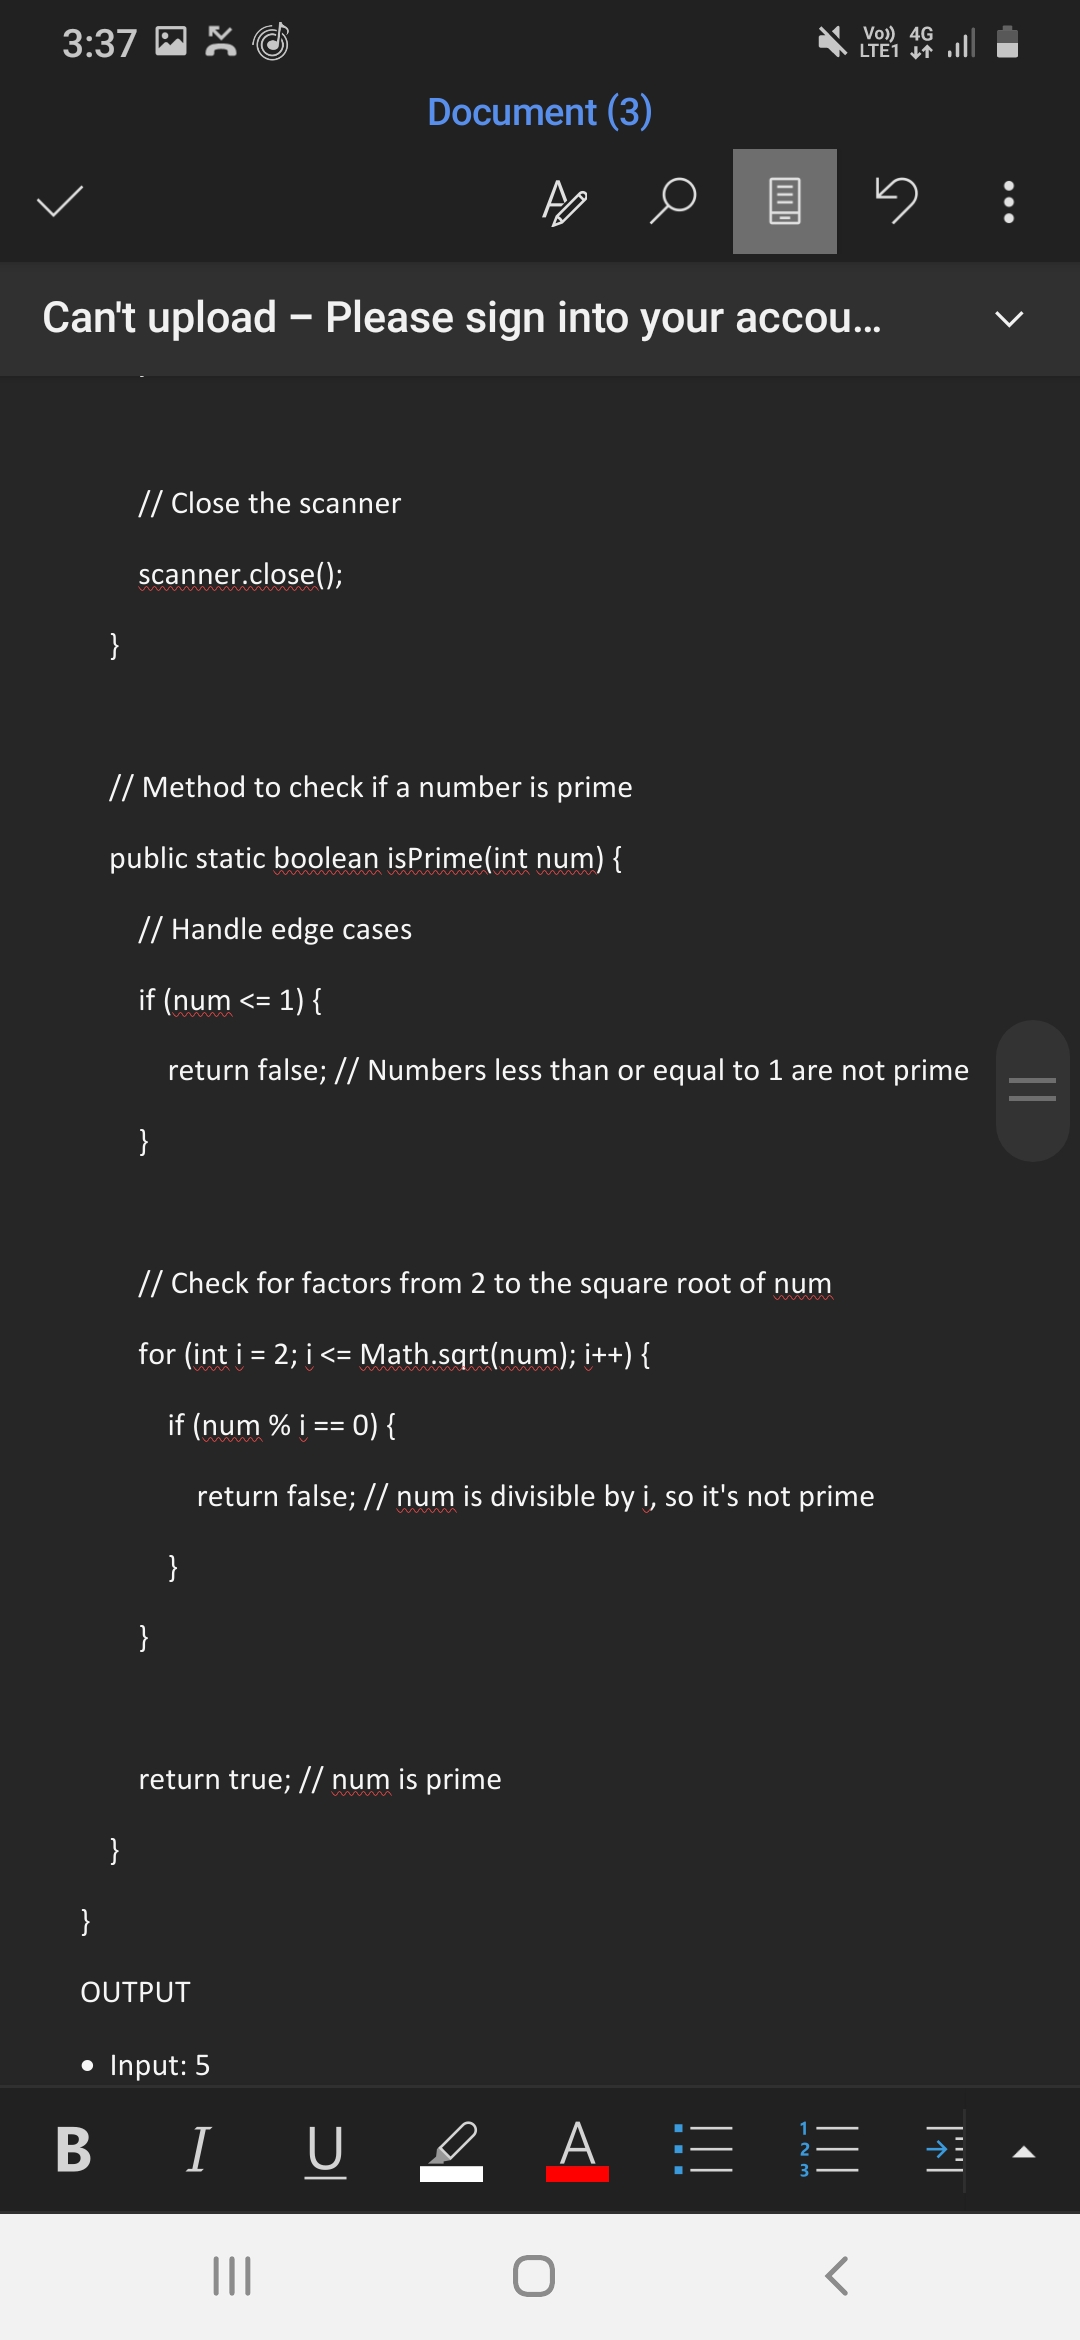 3:37
Vo)) 4G
LTE1
Document (3)
Can't upload – Please sign into your accou...
// Close the scanner
scanner.close();
}
// Method to check if a number is prime
public static boolean isPrime(int num) {
// Handle edge cases
if (num <= 1) {
return false; // Numbers less than or equal to 1 are not prime
}
// Check for factors from 2 to the square root of num
for (int i = 2; i <= Math.sqrt(num); i++) {
if (num % i == 0) {
return false; // num is divisible by i, so it's not prime
}
}
return true; // num is prime
}
}
OUTPUT
• Input: 5
B I U A 1 2 3